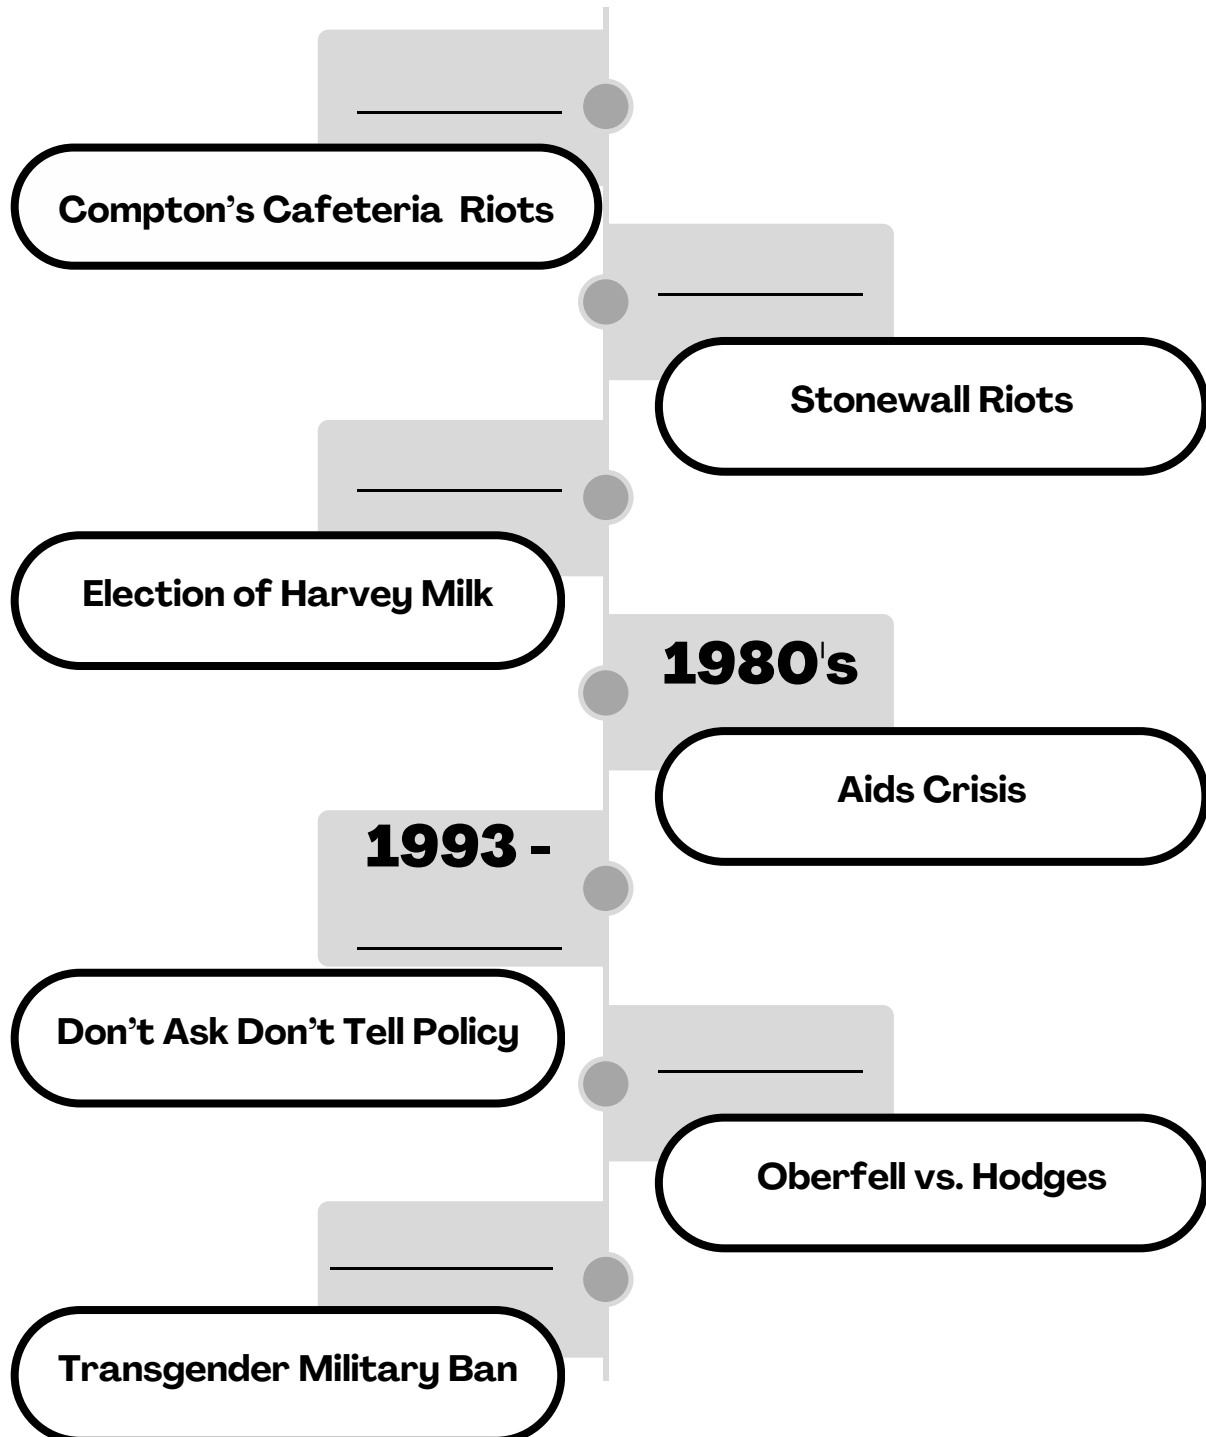 Compton’s Cafeteria Riots
Stonewall Riots
Election of Harvey Milk
1980's
Aids Crisis
1993 -
Don’t Ask Don’t Tell Policy
Oberfell vs. Hodges
Transgender Military Ban